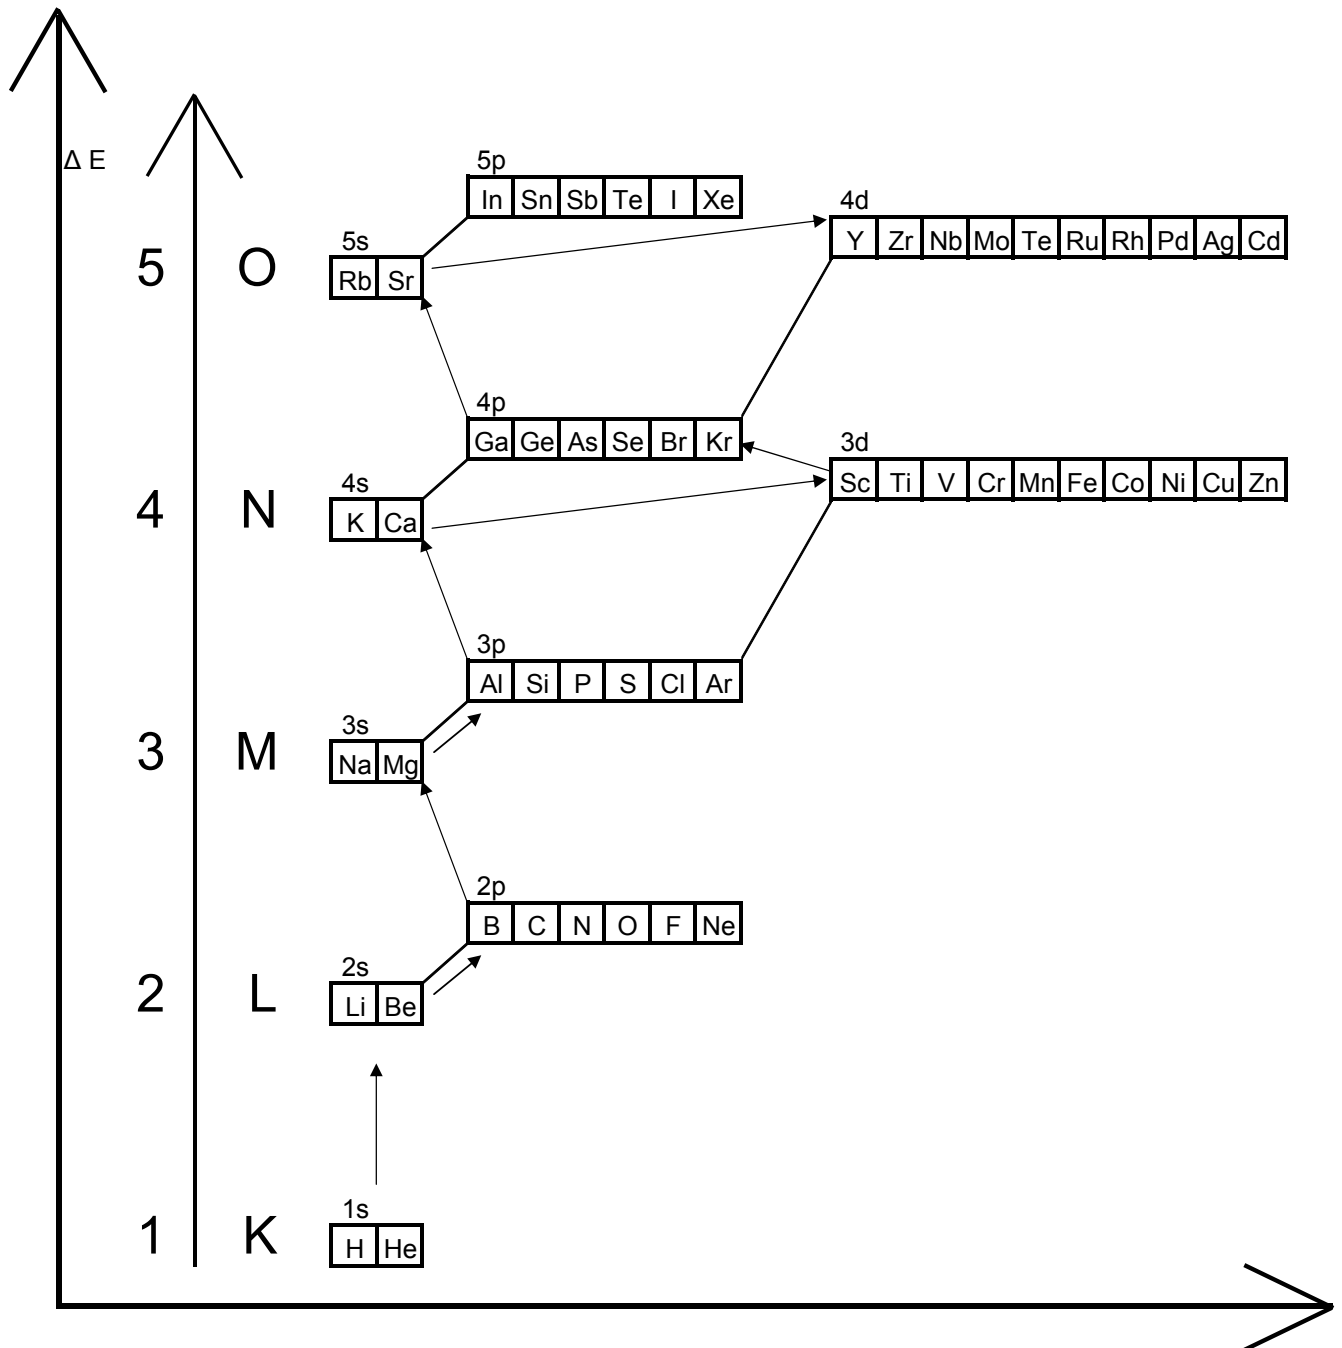 Δ E
5p
In Sn Sb Te I Xe
4d
Y Zr Nb Mo Te Ru Rh Pd Ag Cd
5s
5 O Rb Sr
4p
Ga Ge As Se Br Kr
3d
Sc Ti V Cr Mn Fe Co Ni Cu Zn
4s
4 N K Ca
3p
Al Si P S Cl Ar
3s
3 M Na Mg
2p
B C N O F Ne
2s
2 L Li Be
1s
1 K H He